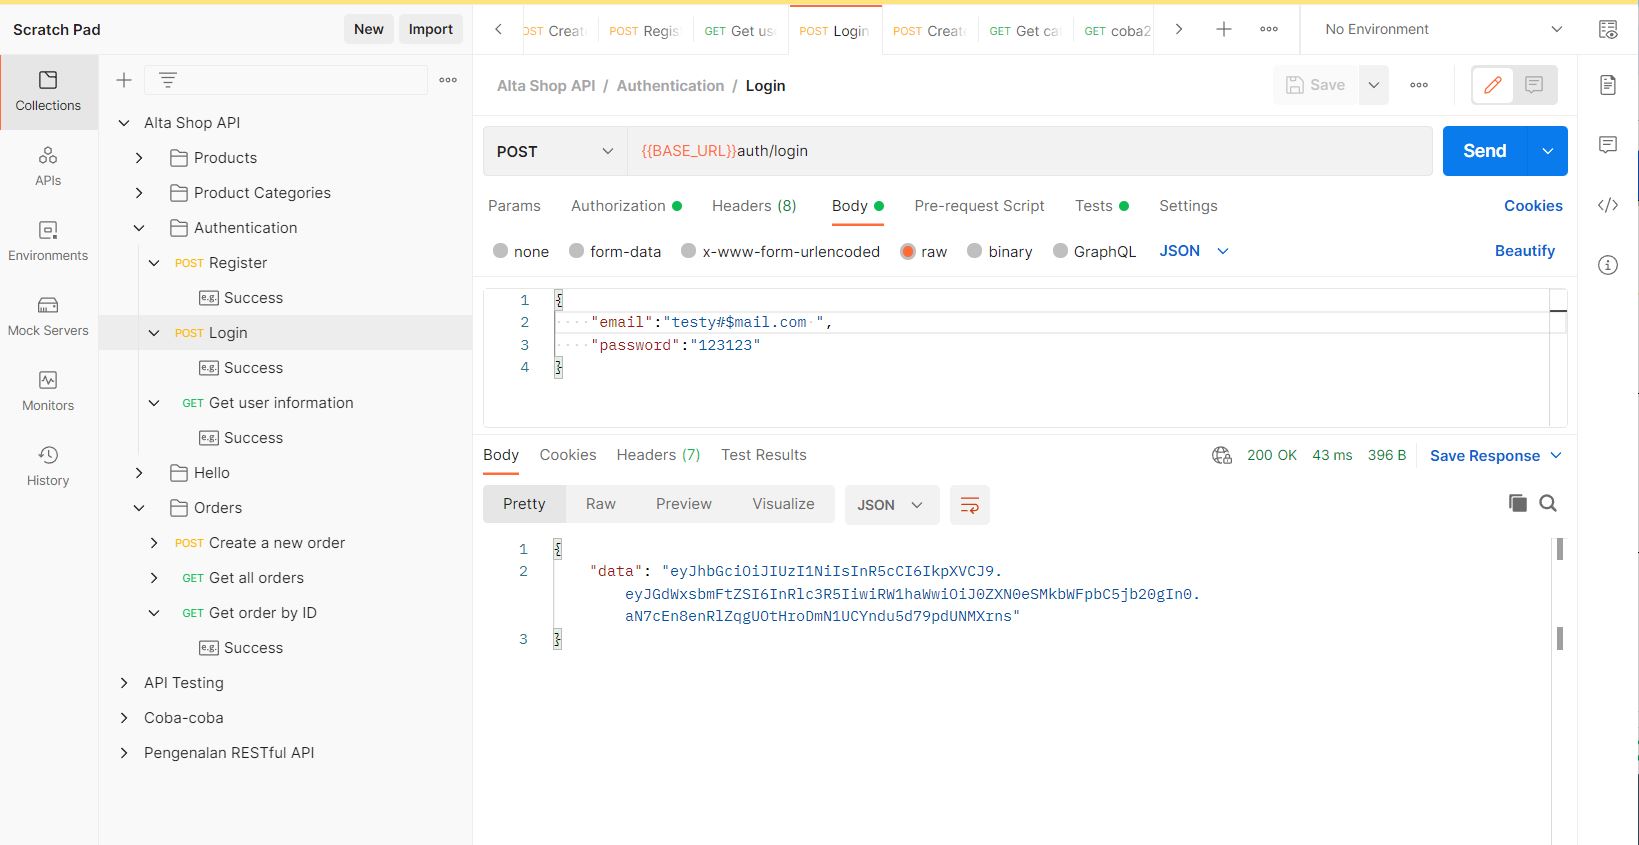 Scratch Pad
New
Import
POST Create
POST Regis
GET Get us
POST Login
POST Create
GET Get ca
GET coba2
No Environment
Collections
APIs
Environments
Mock Servers
Monitors
History
Alta Shop API
Products
Product Categories
Authentication
POST Register
e.g. Success
POST Login
e.g. Success
GET Get user information
e.g. Success
Hello
Orders
POST Create a new order
GET Get all orders
GET Get order by ID
e.g. Success
API Testing
Coba-coba
Pengenalan RESTful API
Alta Shop API / Authentication / Login
Save
POST
{{BASE_URL}}auth/login
Send
Params Authorization Headers (8) Body Pre-request Script Tests Settings Cookies
none form-data x-www-form-urlencoded raw binary GraphQL JSON Beautify
1 {
2 "email":"testy#$mail.com ",
3 "password":"123123"
4 }
Body Cookies Headers (7) Test Results 200 OK 43 ms 396 B Save Response
Pretty Raw Preview Visualize JSON
1 {
2 "data": "eyJhbGciOiJIUzI1NiIsInR5cCI6IkpXVCJ9.
eyJGdWxsbmFtZSI6InRlc3R5IiwiRW1haWwiOiJ0ZXN0eSMkbWFpbC5jb20gIn0.
aN7cEn8enRlZqgUOtHroDmN1UCYndu5d79pdUNMXrns"
3 }